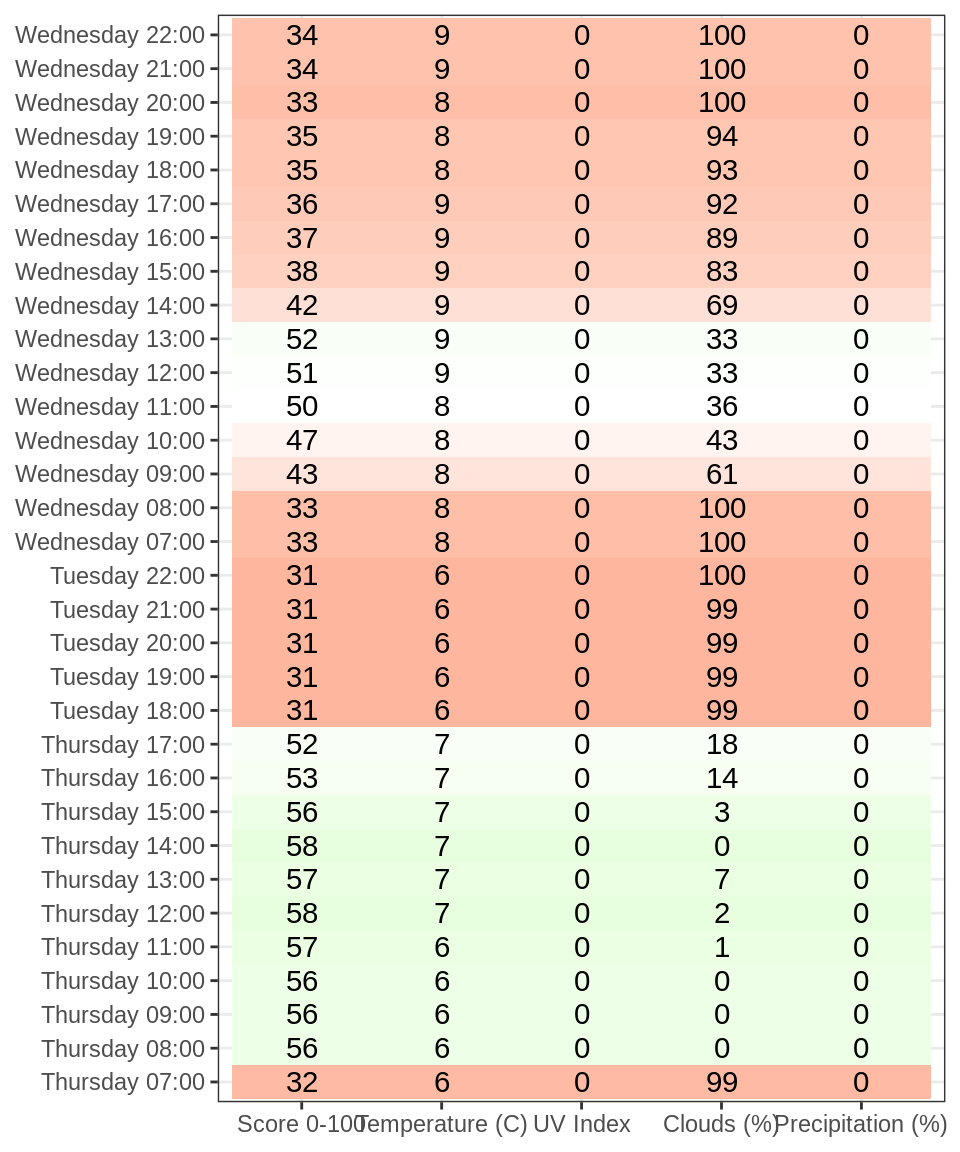 Wednesday 22:00 34 9 0 100 0
Wednesday 21:00 34 9 0 100 0
Wednesday 20:00 33 8 0 100 0
Wednesday 19:00 35 8 0 94 0
Wednesday 18:00 35 8 0 93 0
Wednesday 17:00 36 9 0 92 0
Wednesday 16:00 37 9 0 89 0
Wednesday 15:00 38 9 0 83 0
Wednesday 14:00 42 9 0 69 0
Wednesday 13:00 52 9 0 33 0
Wednesday 12:00 51 9 0 33 0
Wednesday 11:00 50 8 0 36 0
Wednesday 10:00 47 8 0 43 0
Wednesday 09:00 43 8 0 61 0
Wednesday 08:00 33 8 0 100 0
Wednesday 07:00 33 8 0 100 0
Tuesday 22:00 31 6 0 100 0
Tuesday 21:00 31 6 0 99 0
Tuesday 20:00 31 6 0 99 0
Tuesday 19:00 31 6 0 99 0
Tuesday 18:00 31 6 0 99 0
Thursday 17:00 52 7 0 18 0
Thursday 16:00 53 7 0 14 0
Thursday 15:00 56 7 0 3 0
Thursday 14:00 58 7 0 0 0
Thursday 13:00 57 7 0 7 0
Thursday 12:00 58 7 0 2 0
Thursday 11:00 57 6 0 1 0
Thursday 10:00 56 6 0 0 0
Thursday 09:00 56 6 0 0 0
Thursday 08:00 56 6 0 0 0
Thursday 07:00 32 6 0 99 0
Score 0-100 Temperature (C) UV Index Clouds (%) Precipitation (%)